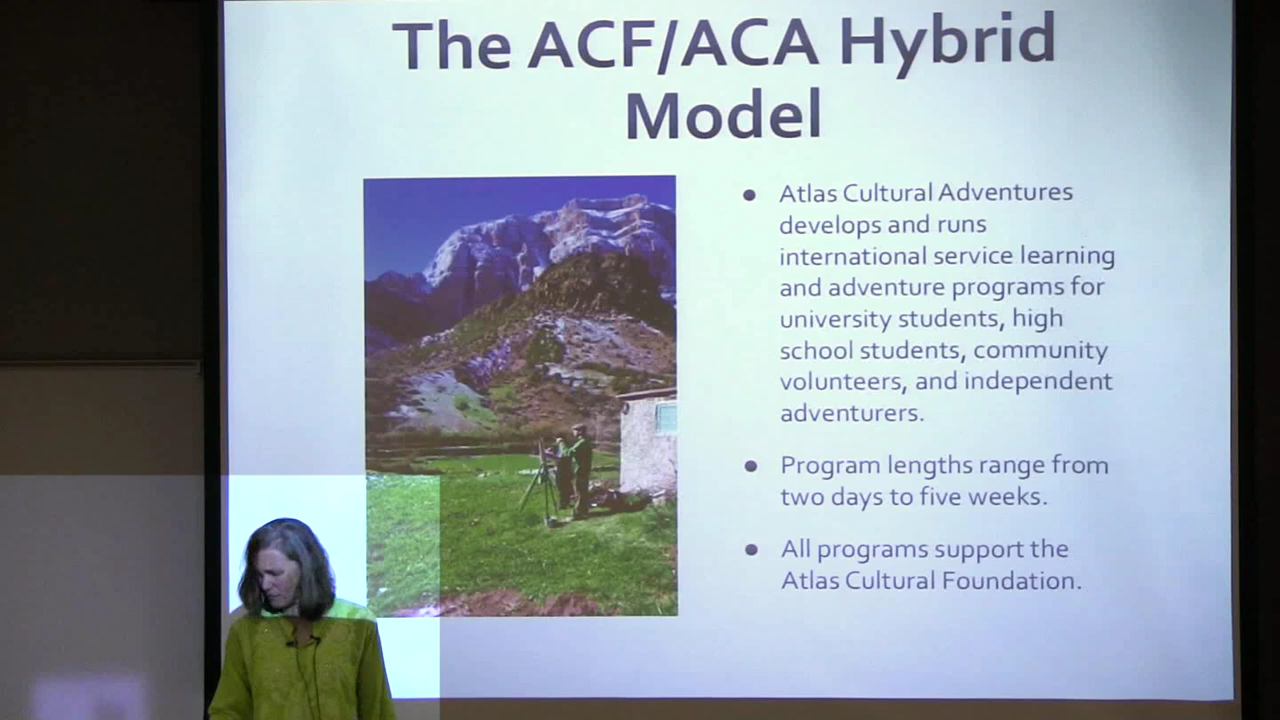 The ACF/ACA Hybrid
Model
• Atlas Cultural Adventures
develops and runs
international service learning
and adventure programs for
university students, high
school students, community
volunteers, and independent
adventurers.
• Program lengths range from
two days to five weeks.
• All programs support the
Atlas Cultural Foundation.